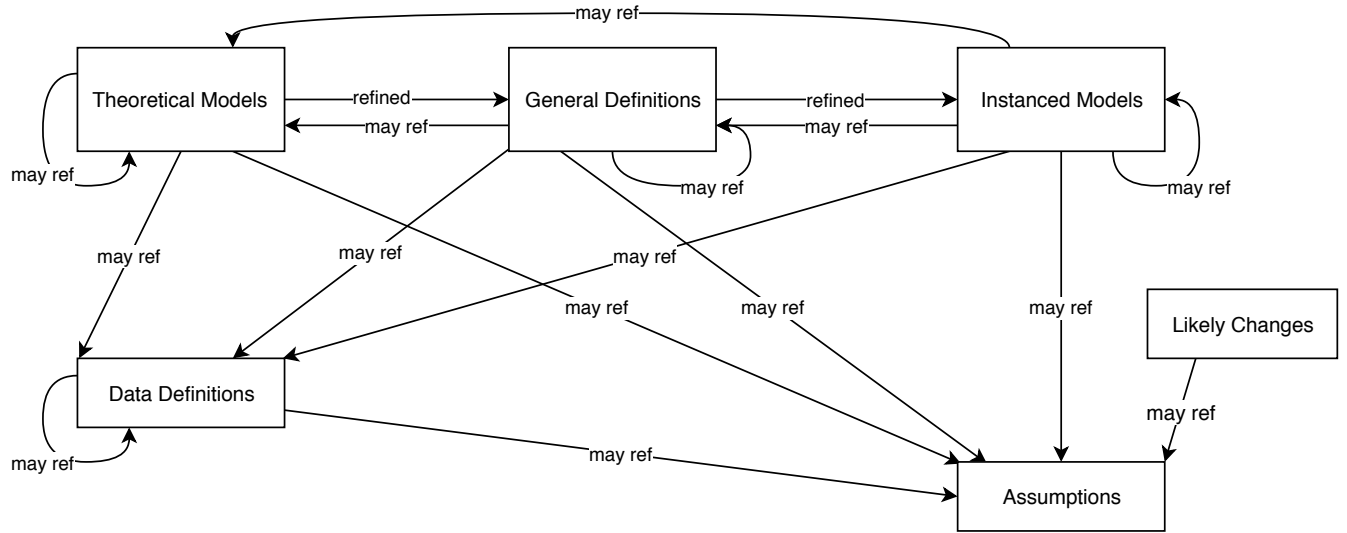 may ref
Theoretical Models
refined
General Definitions
refined
Instanced Models
may ref
may ref
may ref
may ref
may ref
may ref
may ref
may ref
may ref
may ref
may ref
may ref
Likely Changes
Data Definitions
may ref
may ref
may ref
Assumptions